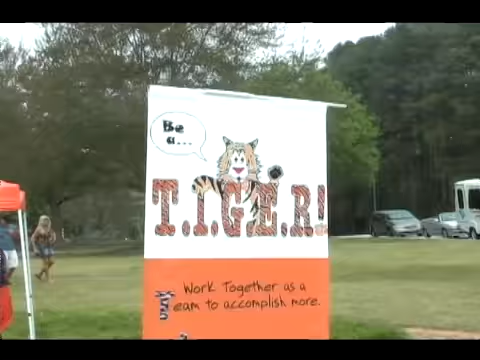 Be
a...
T.I.G.E.R!
Work Together as a
Team to accomplish more.